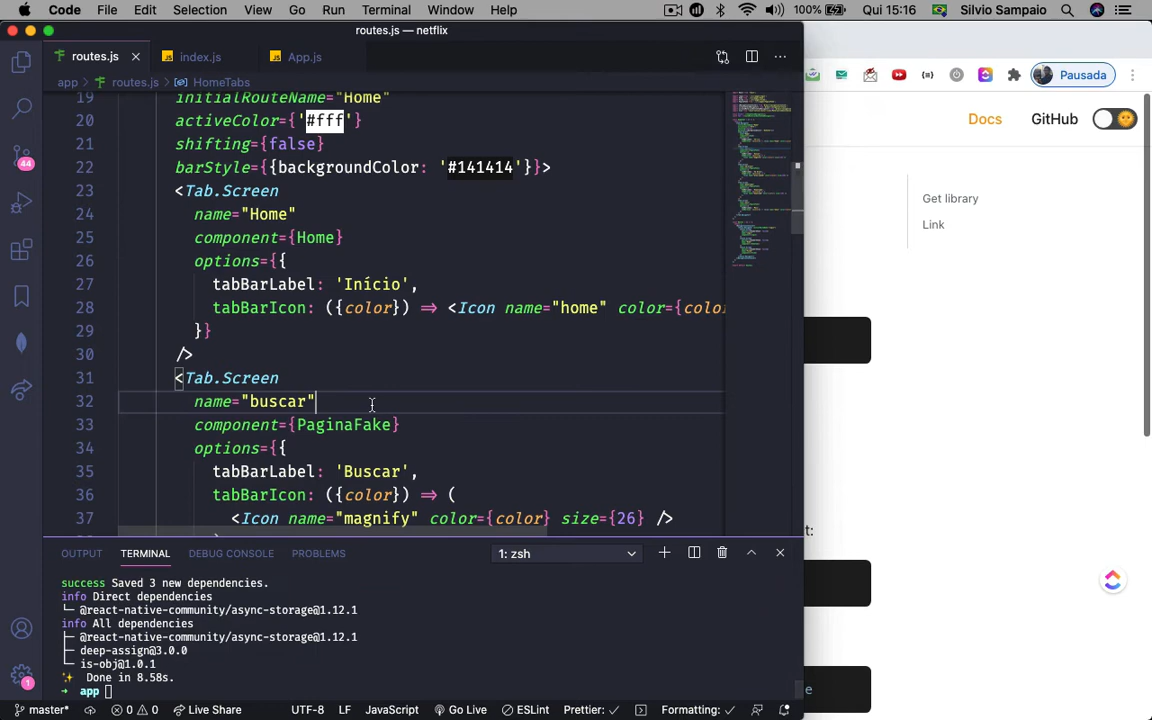 Code File Edit Selection View Go Run Terminal Window Help 100% Qui 15:16 Silvio Sampaio
routes.js — netflix
routes.js index.js App.js
app > routes.js > HomeTabs
19 initialRouteName="Home"
20 activeColor={'#fff'}
21 shifting={false}
22 barStyle={{backgroundColor: '#141414'}}>
23 <Tab.Screen
24 name="Home"
25 component={Home}
26 options={{
27 tabBarLabel: 'Início',
28 tabBarIcon: ({color}) => <Icon name="home" color={color
29 }}
30 />
31 <Tab.Screen
32 name="buscar"
33 component={PaginaFake}
34 options={{
35 tabBarLabel: 'Buscar',
36 tabBarIcon: ({color}) => (
37 <Icon name="magnify" color={color} size={26} />
44
1
OUTPUT TERMINAL DEBUG CONSOLE PROBLEMS 1: zsh
success Saved 3 new dependencies.
info Direct dependencies
└─ @react-native-community/async-storage@1.12.1
info All dependencies
├─ @react-native-community/async-storage@1.12.1
├─ deep-assign@3.0.0
└─ is-obj@1.0.1
✨ Done in 8.58s.
➜ app
master* 0 0 Live Share UTF-8 LF JavaScript Go Live ESLint Prettier: ✓ Formatting: ✓
Pausada
Docs GitHub
Get library
Link
t:
e